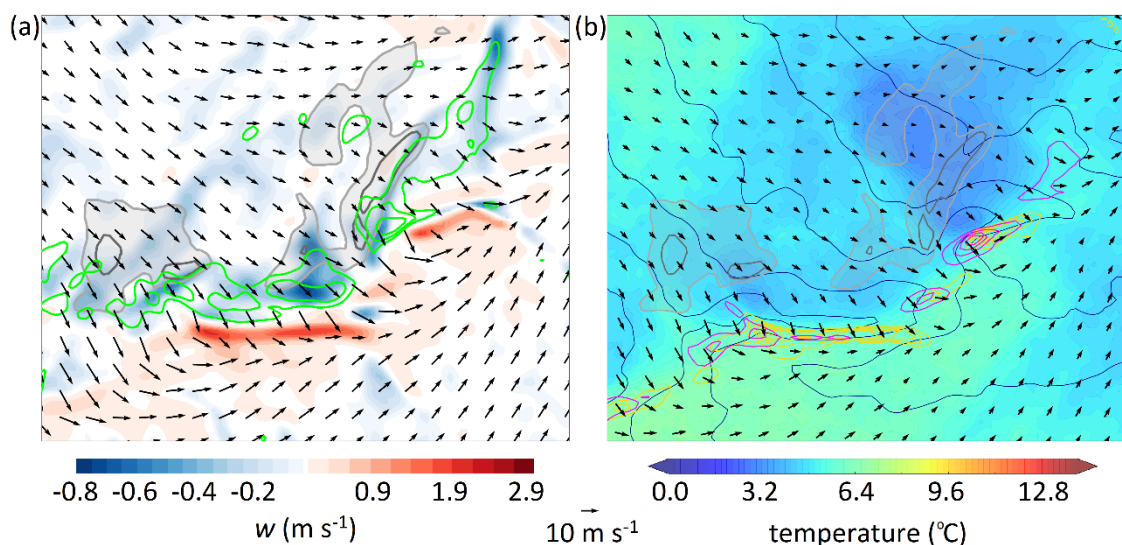 (a)
(b)
-0.8 -0.6 -0.4 -0.2 0.9 1.9 2.9
w (m s⁻¹)
10 m s⁻¹
0.0 3.2 6.4 9.6 12.8
temperature (°C)